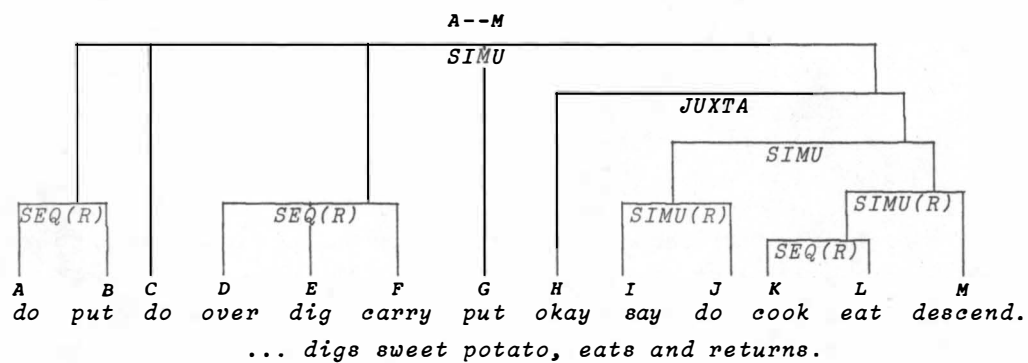 A--M
SIMU
JUXTA
SIMU
SEQ(R) SEQ(R) SIMU(R) SIMU(R)
SEQ(R)
A B C D E F G H I J K L M
do put do over dig carry put okay say do cook eat descend.
... digs sweet potato, eats and returns.